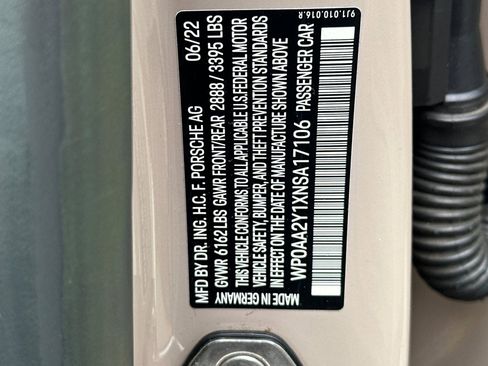 9J1.010.016.R
MFD BY DR. ING. H.C. F. PORSCHE AG 06/22
GVWR 6162 LBS GAWR FRONT/REAR 2888 / 3395 LBS
THIS VEHICLE CONFORMS TO ALL APPLICABLE U.S. FEDERAL MOTOR
VEHICLE SAFETY, BUMPER, AND THEFT PREVENTION STANDARDS
IN EFFECT ON THE DATE OF MANUFACTURE SHOWN ABOVE
WP0AA2Y1XNSA17106 PASSENGER CAR
MADE IN GERMANY